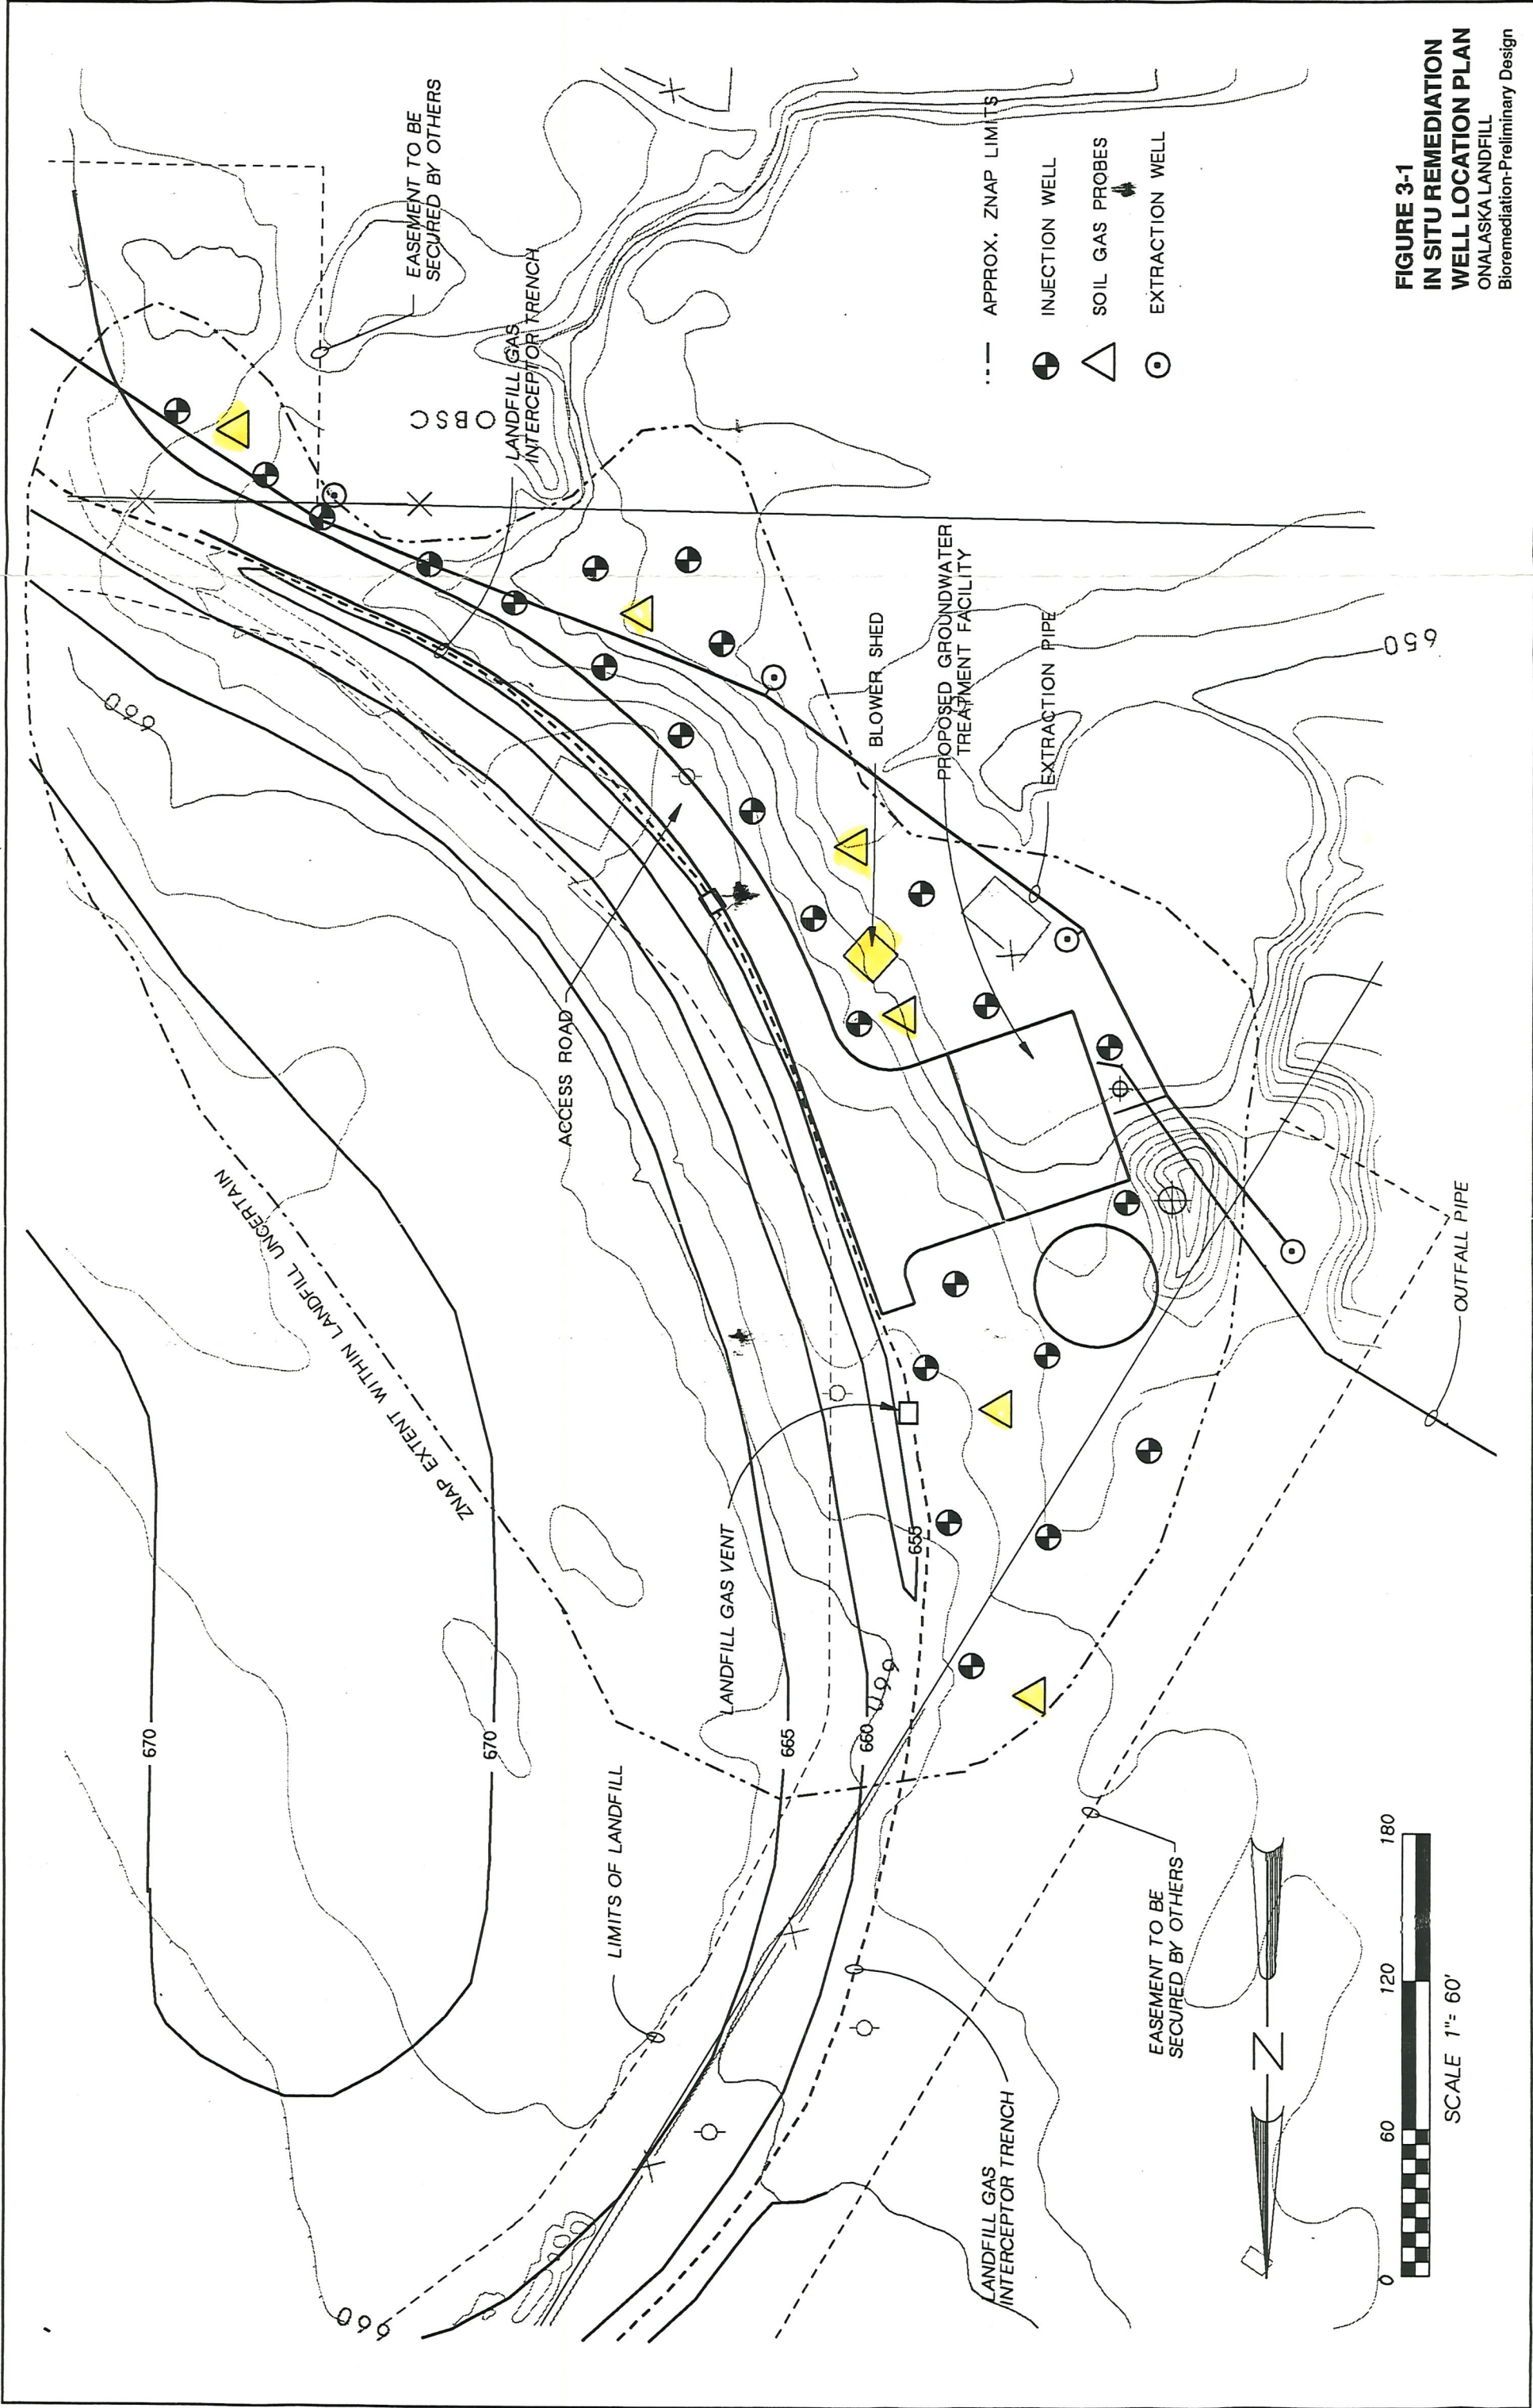 EASEMENT TO BE
SECURED BY OTHERS
LANDFILL GAS
INTERCEPTOR TRENCH
OBSC
660
ACCESS ROAD
BLOWER SHED
PROPOSED GROUNDWATER
TREATMENT FACILITY
EXTRACTION PIPE
650
ZNAP EXTENT WITHIN LANDFILL UNCERTAIN
LANDFILL GAS VENT
655
OUTFALL PIPE
670
670
665
660
660
LIMITS OF LANDFILL
EASEMENT TO BE
SECURED BY OTHERS
LANDFILL GAS
INTERCEPTOR TRENCH
660
N
0 60 120 180
SCALE 1"= 60'
APPROX. ZNAP LIMITS
INJECTION WELL
SOIL GAS PROBES
EXTRACTION WELL
FIGURE 3-1
IN SITU REMEDIATION
WELL LOCATION PLAN
ONALASKA LANDFILL
Bioremediation-Preliminary Design